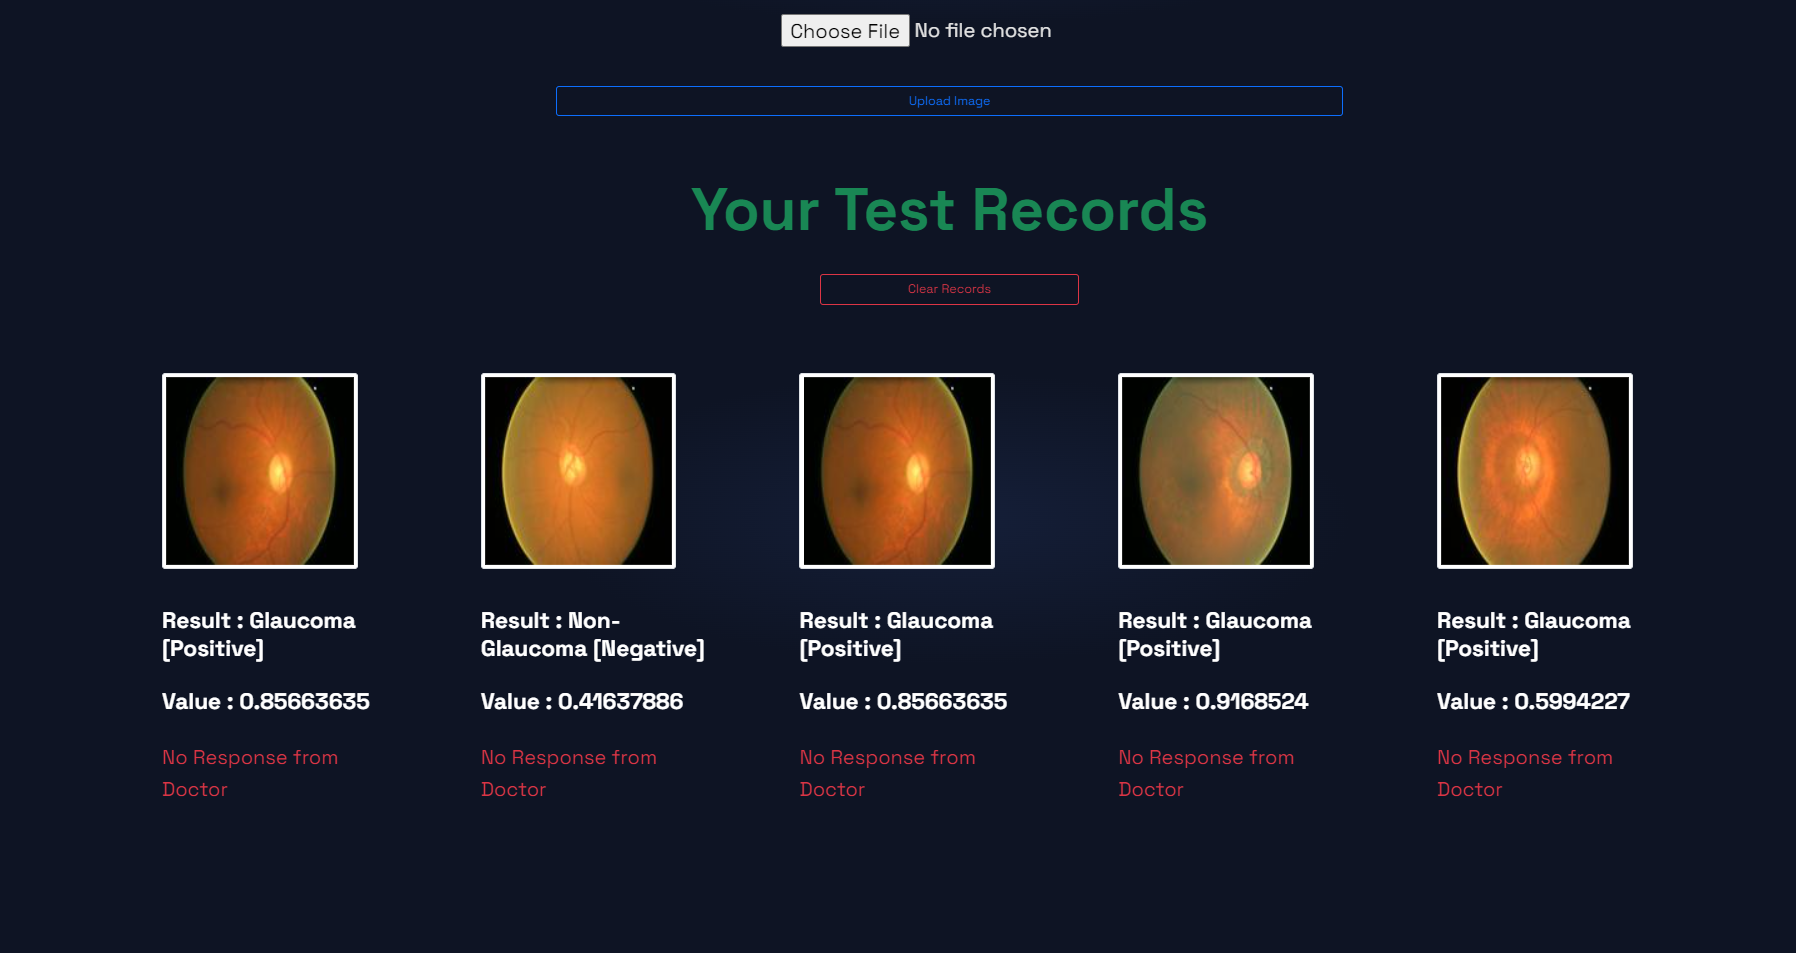 Choose File No file chosen
Upload Image
Your Test Records
Clear Records
Result : Glaucoma
[Positive]
Value : 0.85663635
No Response from
Doctor
Result : Non-
Glaucoma [Negative]
Value : 0.41637886
No Response from
Doctor
Result : Glaucoma
[Positive]
Value : 0.85663635
No Response from
Doctor
Result : Glaucoma
[Positive]
Value : 0.9168524
No Response from
Doctor
Result : Glaucoma
[Positive]
Value : 0.5994227
No Response from
Doctor